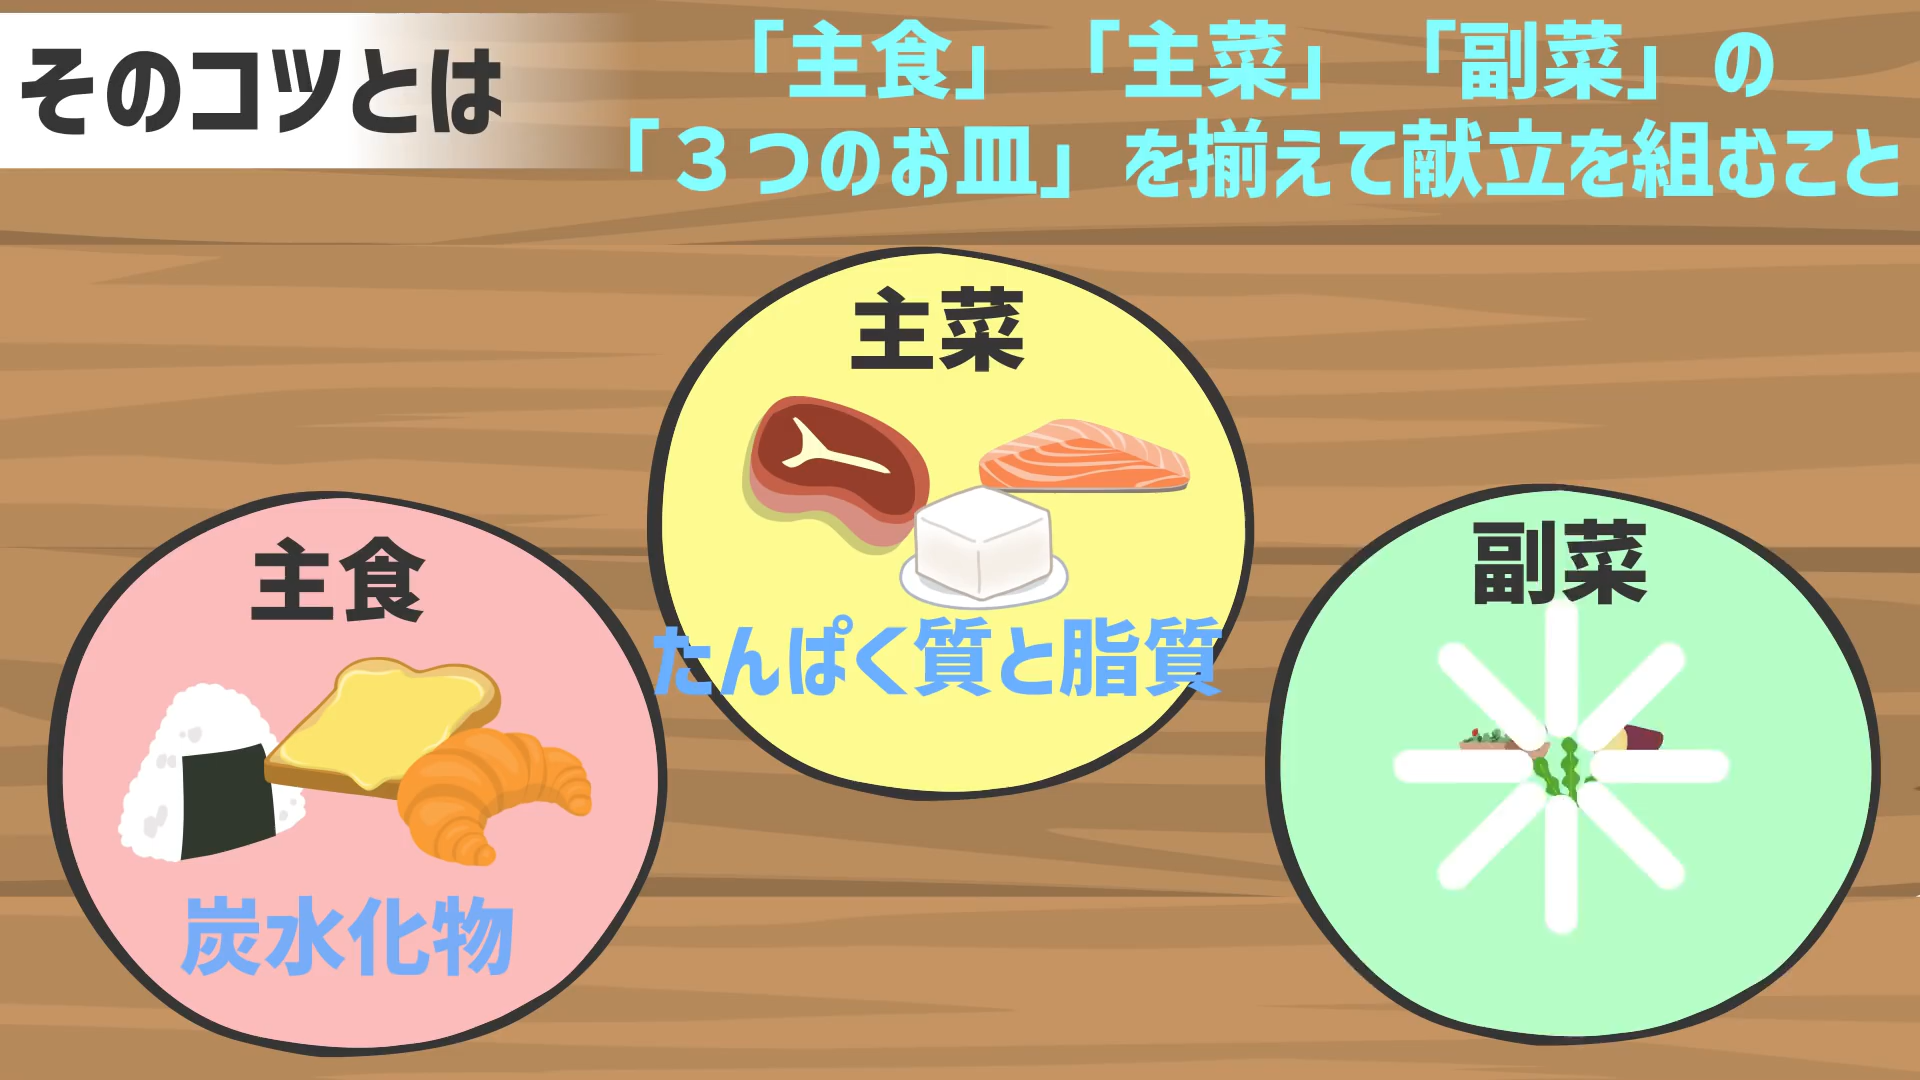 そのコツとは
「主食」「主菜」「副菜」の
「３つのお皿」を揃えて献立を組むこと
主菜
たんぱく質と脂質
主食
炭水化物
副菜